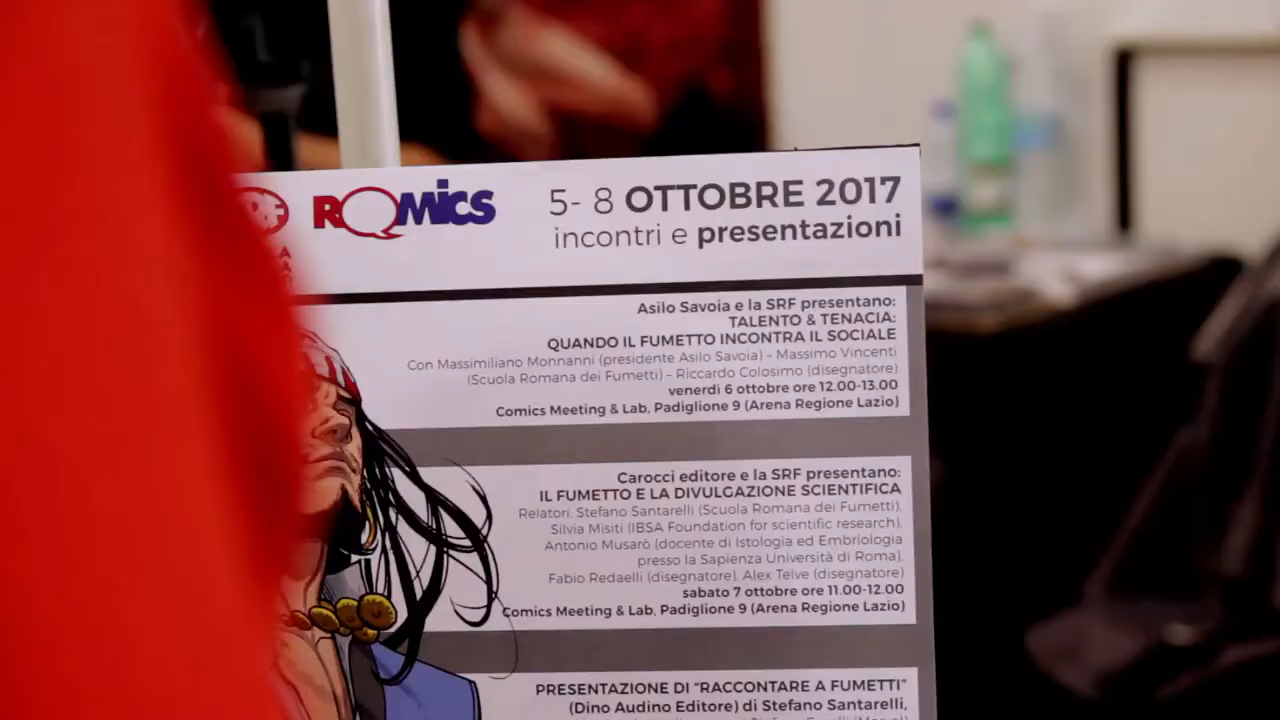 ROMICS
5- 8 OTTOBRE 2017
incontri e presentazioni
Asilo Savoia e la SRF presentano:
TALENTO & TENACIA:
QUANDO IL FUMETTO INCONTRA IL SOCIALE
Con Massimiliano Monnanni (presidente Asilo Savoia) – Massimo Vincenti
(Scuola Romana dei Fumetti) – Riccardo Colosimo (disegnatore)
venerdì 6 ottobre ore 12.00-13.00
Comics Meeting & Lab, Padiglione 9 (Arena Regione Lazio)
Carocci editore e la SRF presentano:
IL FUMETTO E LA DIVULGAZIONE SCIENTIFICA
Relatori: Stefano Santarelli (Scuola Romana dei Fumetti),
Silvia Misiti (IBSA Foundation for scientific research),
Antonio Musarò (docente di Istologia ed Embriologia
presso la Sapienza Università di Roma),
Fabio Redaelli (disegnatore), Alex Telve (disegnatore)
sabato 7 ottobre ore 11.00-12.00
Comics Meeting & Lab, Padiglione 9 (Arena Regione Lazio)
PRESENTAZIONE DI "RACCONTARE A FUMETTI"
(Dino Audino Editore) di Stefano Santarelli,